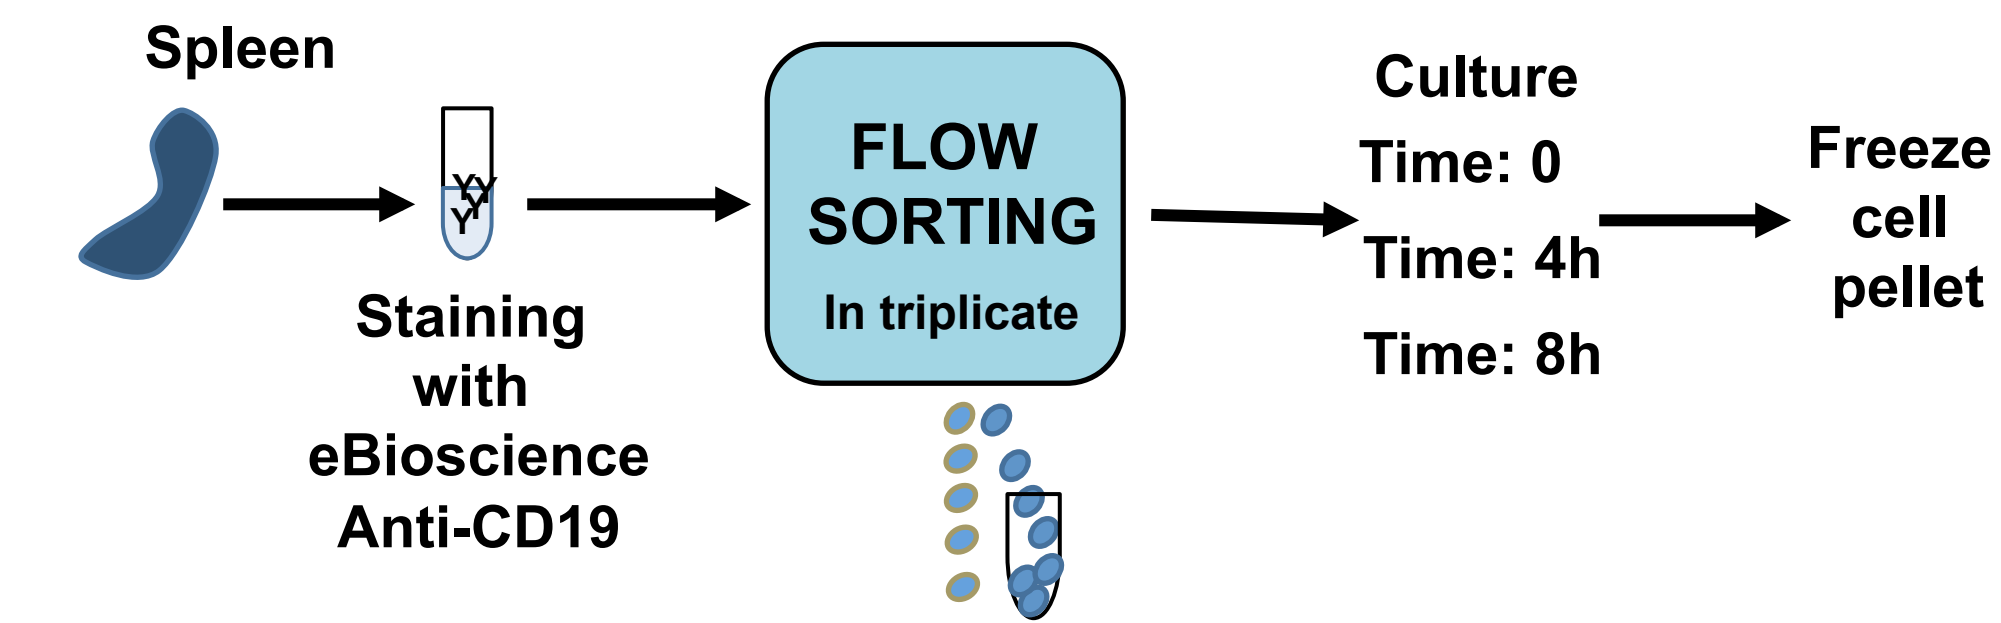 Spleen
Y Y
Y
Y
Staining
with
eBioscience
Anti-CD19
FLOW
SORTING
In triplicate
Culture
Time: 0
Time: 4h
Time: 8h
Freeze
cell
pellet